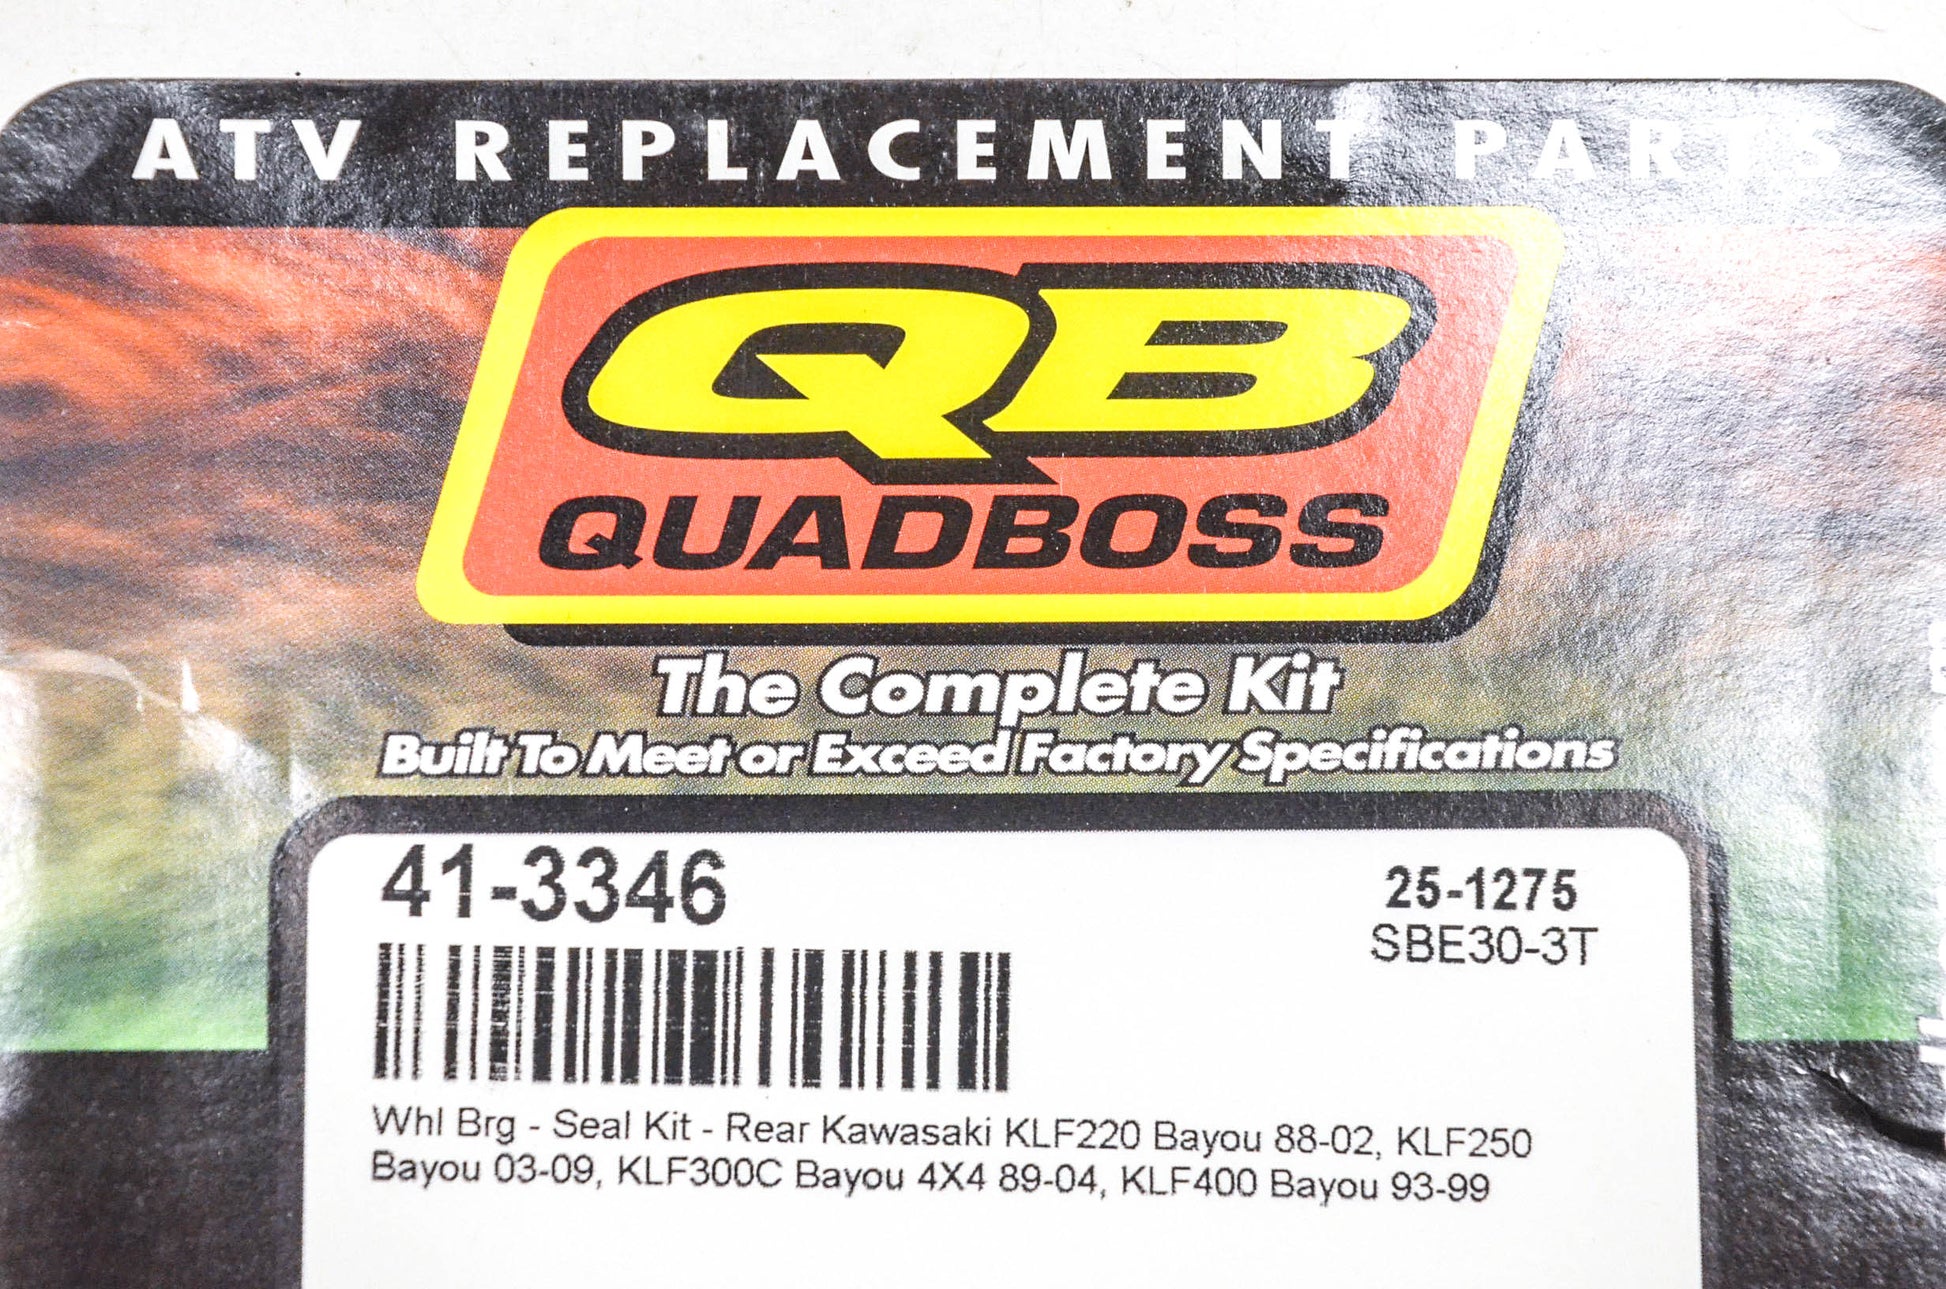 ATV REPLACEMENT PARTS
QB
QUADBOSS
The Complete Kit
Built To Meet or Exceed Factory Specifications
41-3346
25-1275
SBE30-3T
Whl Brg - Seal Kit - Rear Kawasaki KLF220 Bayou 88-02, KLF250
Bayou 03-09, KLF300C Bayou 4X4 89-04, KLF400 Bayou 93-99